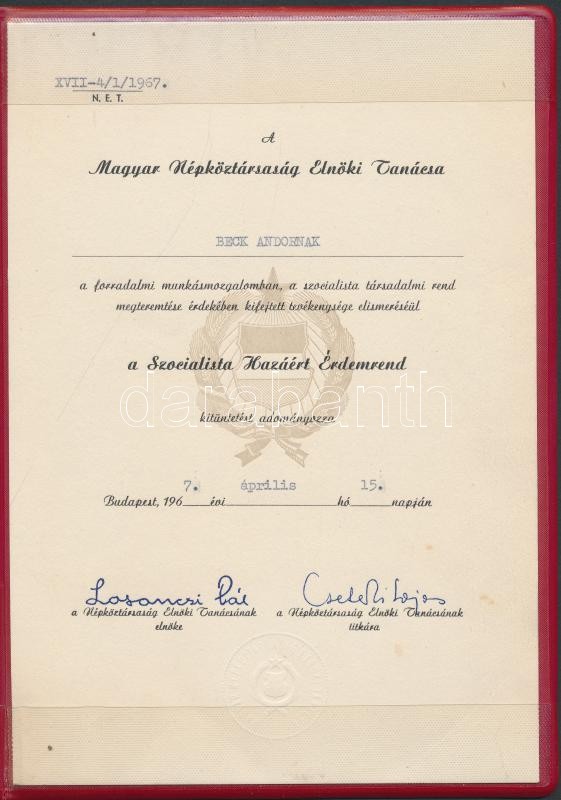 XVII-4/1/1967.
N. E. T.
A
Magyar Népköztársaság Elnöki Tanácsa
BECK ANDORNAK
a forradalmi munkásmozgalomban, a szocialista társadalmi rend
megteremtése érdekében kifejtett tevékenysége elismeréséül
a Szocialista Hazáért Érdemrend
darabanth
kitüntetést adományozza
Budapest, 196 7. évi április hó 15. napján
Losonczi Pál
Cseterki Lajos
a Népköztársaság Elnöki Tanácsának a Népköztársaság Elnöki Tanácsának
elnöke titkára